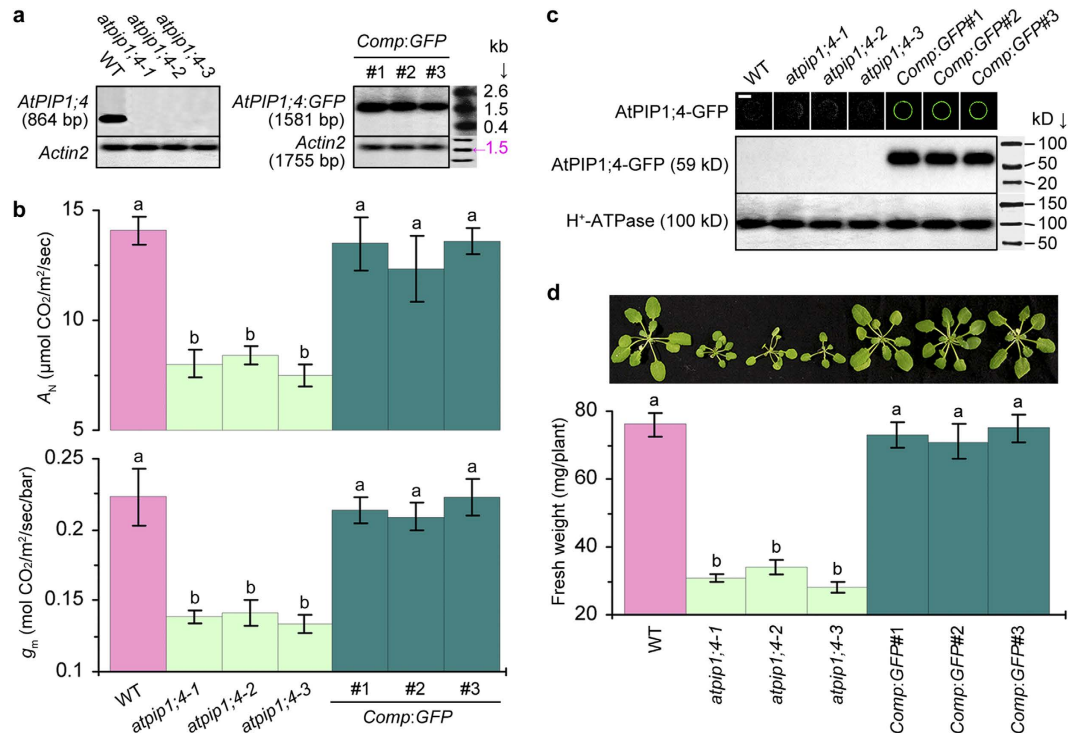 a
atpip1;4-1
atpip1;4-2
atpip1;4-3
WT
AtPIP1;4
(864 bp)
Actin2
Comp:GFP
#1 #2 #3
kb
↓
AtPIP1;4:GFP
(1581 bp)
Actin2
(1755 bp)
2.6
1.5
0.4
←1.5
b
15
10
5
A_N (µmol CO₂/m²/sec)
a
b
b
b
a
a
a
0.25
0.2
0.15
0.1
g_m (mol CO₂/m²/sec/bar)
a
b
b
b
a
a
a
WT
atpip1;4-1
atpip1;4-2
atpip1;4-3
#1 #2 #3
Comp:GFP
c
WT
atpip1;4-1
atpip1;4-2
atpip1;4-3
Comp:GFP#1
Comp:GFP#2
Comp:GFP#3
AtPIP1;4-GFP
kD ↓
AtPIP1;4-GFP (59 kD)
100
50
20
H⁺-ATPase (100 kD)
150
100
50
d
80
60
40
20
Fresh weight (mg/plant)
a
b
b
b
a
a
a
WT
atpip1;4-1
atpip1;4-2
atpip1;4-3
Comp:GFP#1
Comp:GFP#2
Comp:GFP#3